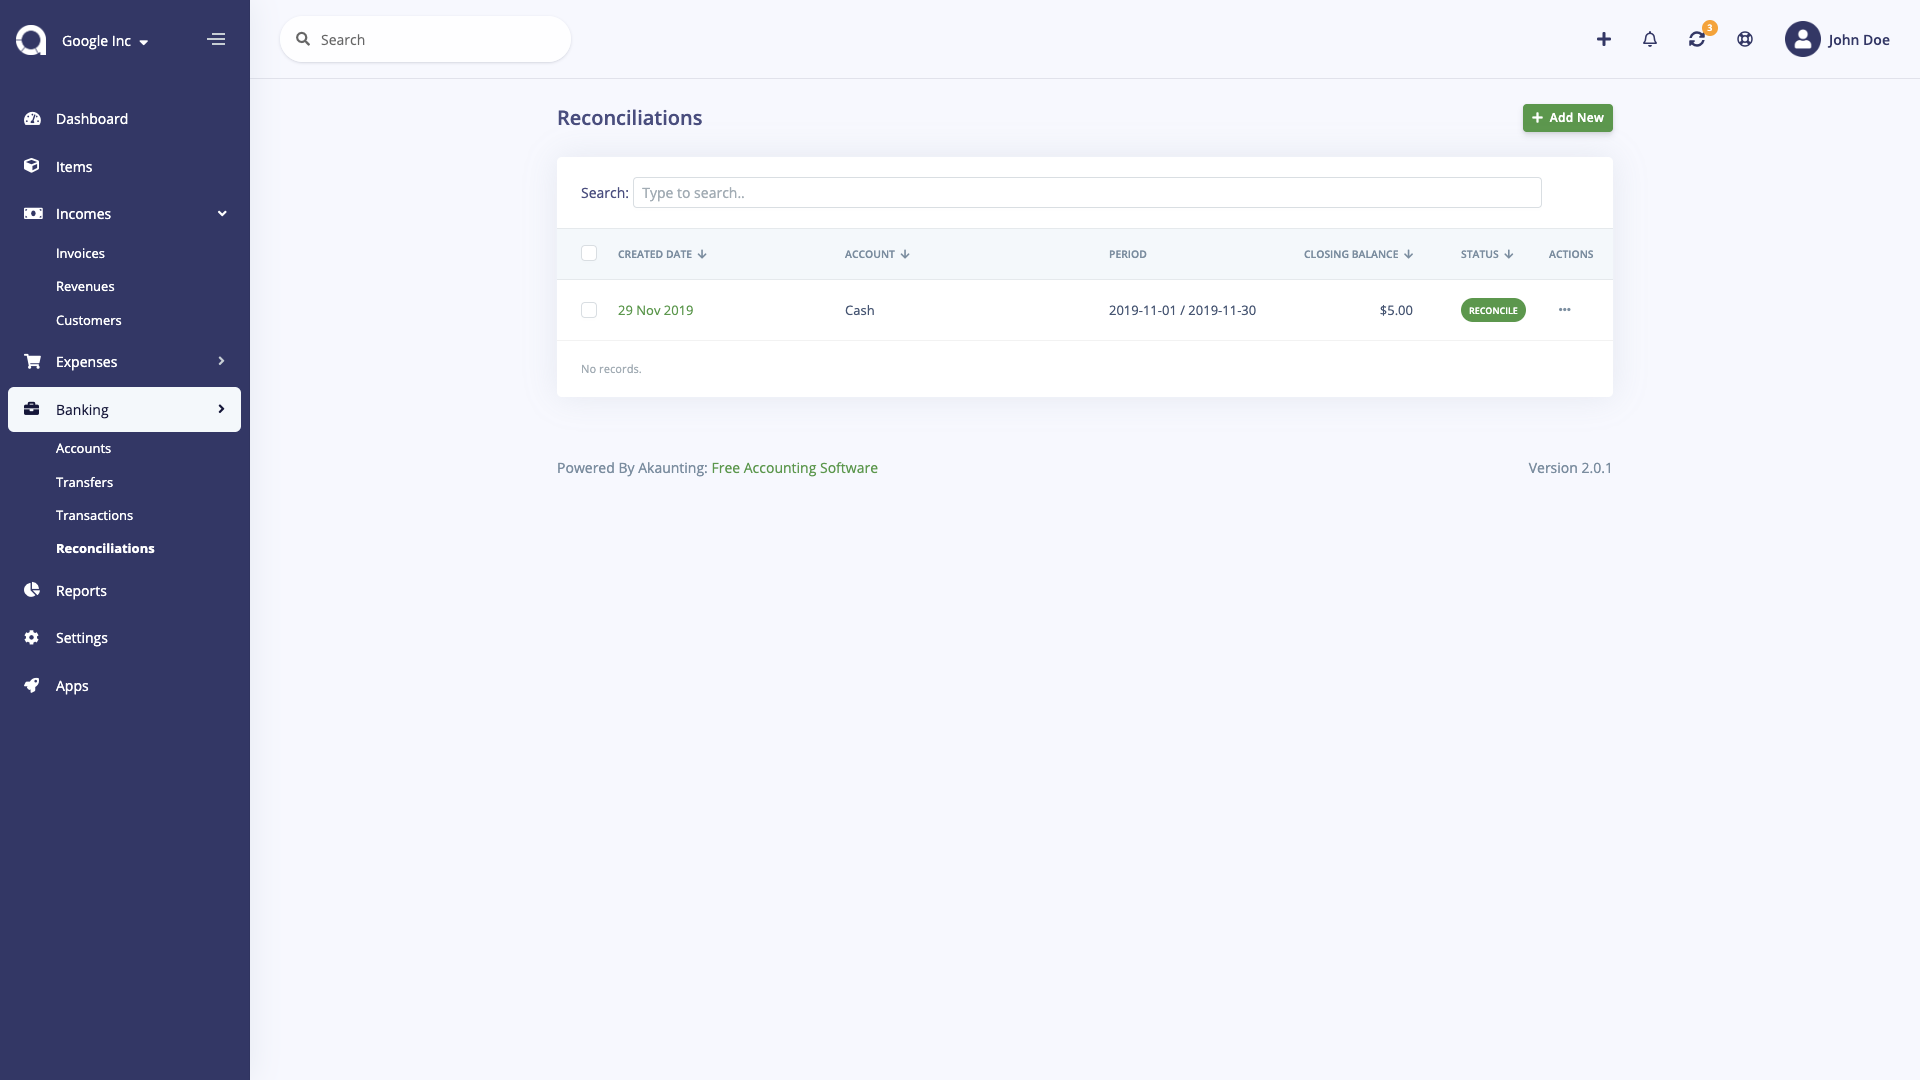 Google Inc
Search
3
John Doe
Dashboard
Items
Incomes
Invoices
Revenues
Customers
Expenses
Banking
Accounts
Transfers
Transactions
Reconciliations
Reports
Settings
Apps
Reconciliations
Add New
Search: Type to search..
CREATED DATE ACCOUNT PERIOD CLOSING BALANCE STATUS ACTIONS
29 Nov 2019 Cash 2019-11-01 / 2019-11-30 $5.00 RECONCILE
No records.
Powered By Akaunting: Free Accounting Software Version 2.0.1